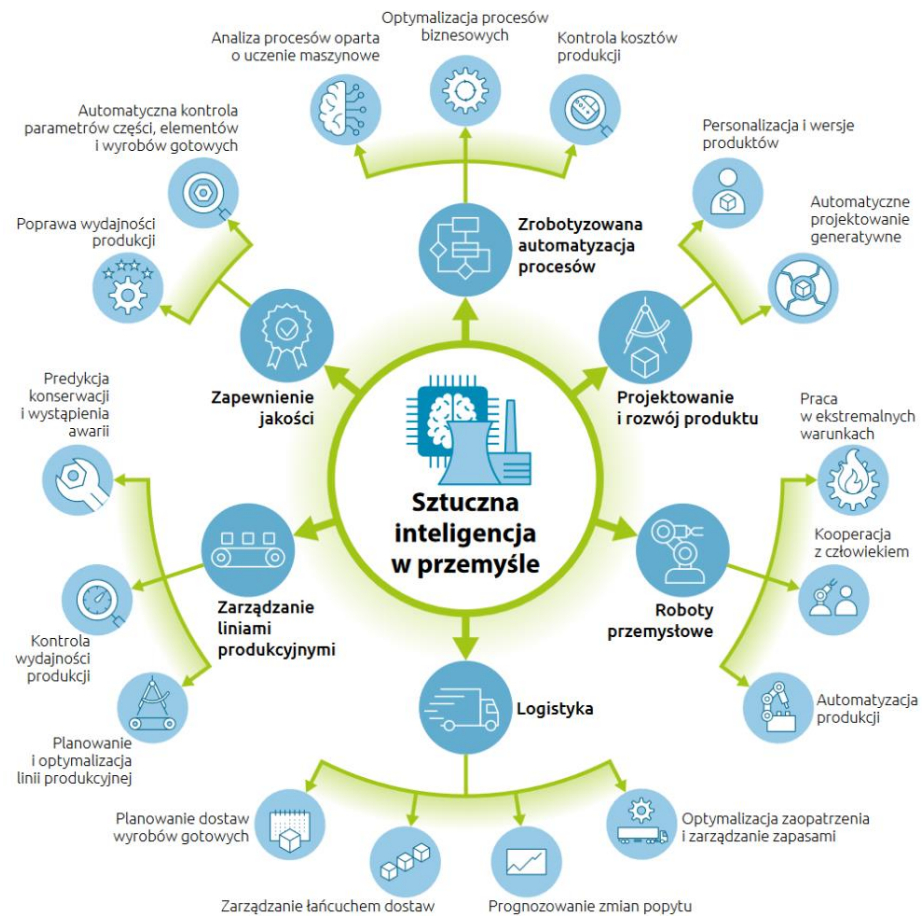 Optymalizacja procesów
biznesowych
Analiza procesów oparta
o uczenie maszynowe
Kontrola kosztów
produkcji
Automatyczna kontrola
parametrów części, elementów
i wyrobów gotowych
Personalizacja i wersje
produktów
Poprawa wydajności
produkcji
Zrobotyzowana
automatyzacja
procesów
Automatyczne
projektowanie
generatywne
Zapewnienie
jakości
Projektowanie
i rozwój produktu
Predykcja
konserwacji
i wystąpienia
awarii
Praca
w ekstremalnych
warunkach
Sztuczna
inteligencja
w przemyśle
Kooperacja
z człowiekiem
Zarządzanie
liniami
produkcyjnymi
Roboty
przemysłowe
Kontrola
wydajności
produkcji
Logistyka
Automatyzacja
produkcji
Planowanie
i optymalizacja
linii produkcyjnej
Planowanie dostaw
wyrobów gotowych
Optymalizacja zaopatrzenia
i zarządzanie zapasami
Zarządzanie łańcuchem dostaw
Prognozowanie zmian popytu